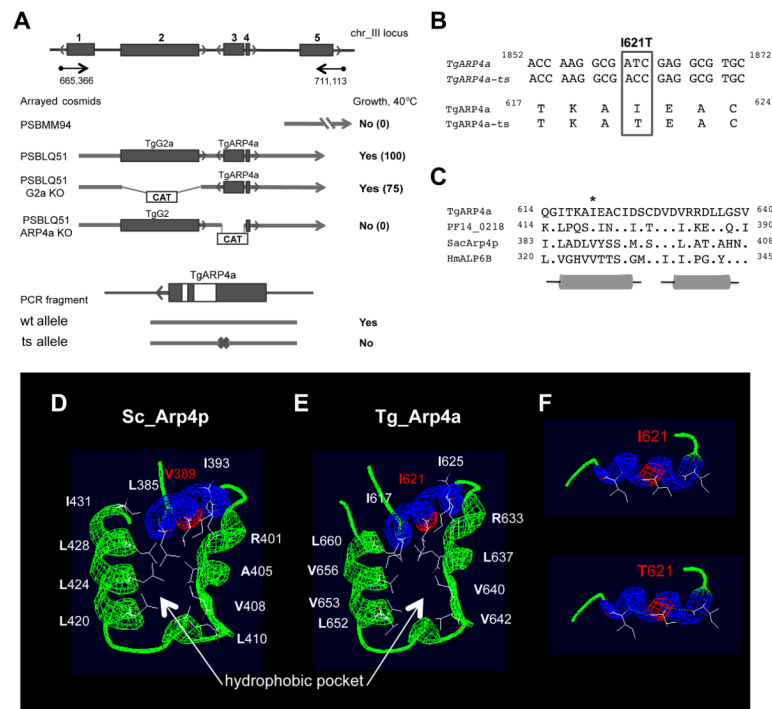 A
1 2 3 4 5
chr_III locus
665,366
711,113
Arrayed cosmids
Growth, 40°C
PSBMM94
No (0)
TgG2a TgARP4a
PSBLQ51
Yes (100)
PSBLQ51
G2a KO
CAT
TgARP4a
Yes (75)
PSBLQ51
ARP4a KO
TgG2
CAT
No (0)
TgARP4a
PCR fragment
wt allele
Yes
ts allele
No
B
I621T
1852 1872
TgARP4a ACC AAG GCG ATC GAG GCG TGC
TgARP4a-ts ACC AAG GCG ACC GAG GCG TGC
617 624
TgARP4a T K A I E A C
TgARP4a-ts T K A T E A C
C
*
TgARP4a 614 QGITKAIEACIDSCDVDVRRDLLGSV 640
PF14_0218 414 K.LPQS.IN..I.T...I.KE..Q.I 390
SacArp4p 383 I.LADLVYSS.M.S...L.AT.AHN. 408
HmALP6B 320 L.VGHVVTTS.GM..I.I.PG.Y... 345
D
Sc_Arp4p
V389
I393
L385
I431
R401
L428
A405
L424
V408
L420
L410
E
Tg_Arp4a
I621
I625
I617
R633
L660
L637
V656
V640
V653
V642
L652
hydrophobic pocket
F
I621
T621